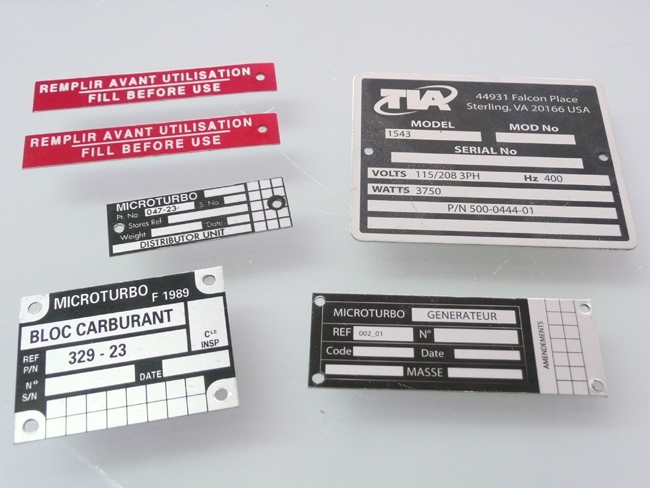 REMPLIR AVANT UTILISATION
FILL BEFORE USE
REMPLIR AVANT UTILISATION
FILL BEFORE USE
MICROTURBO
Pt. No 047-23- S. No
Stores Ref
Weight Date
DISTRIBUTOR UNIT
TIA
44931 Falcon Place
Sterling, VA 20166 USA
MODEL MOD No
1543
SERIAL No
VOLTS 115/208 3PH Hz 400
WATTS 3750
P/N 500-0444-01
MICROTURBO F 1989
BLOC CARBURANT
CLE
INSP
REF
P/N
329 - 23
No
S/N
DATE
MICROTURBO GENERATEUR
REF 002_01 N°
Code Date
MASSE
AMENDEMENTS